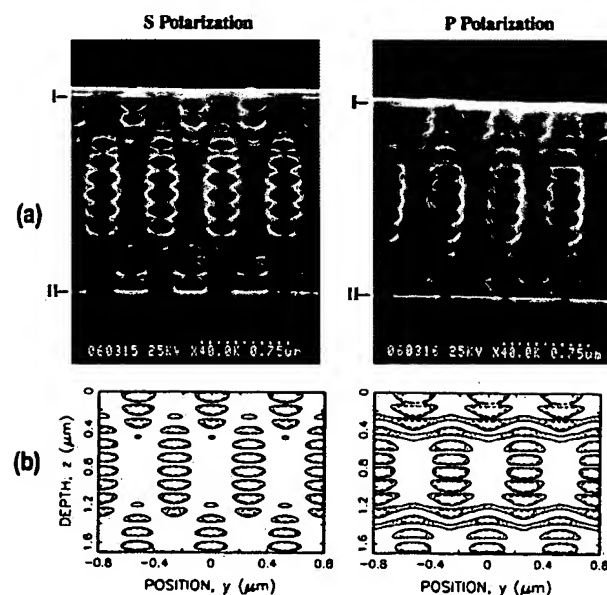 S Polarization
P Polarization
I
I
(a)
II
II
060315 25KV X40.0K 0.75um
060316 25KV X40.0K 0.75um
(b)
DEPTH, z (μm)
0
0.4
0.8
1.2
1.6
0
0.4
0.8
1.2
1.6
-0.8
-0.4
0
0.4
0.8
-0.8
-0.4
0
0.4
0.8
POSITION, y (μm)
POSITION, y (μm)